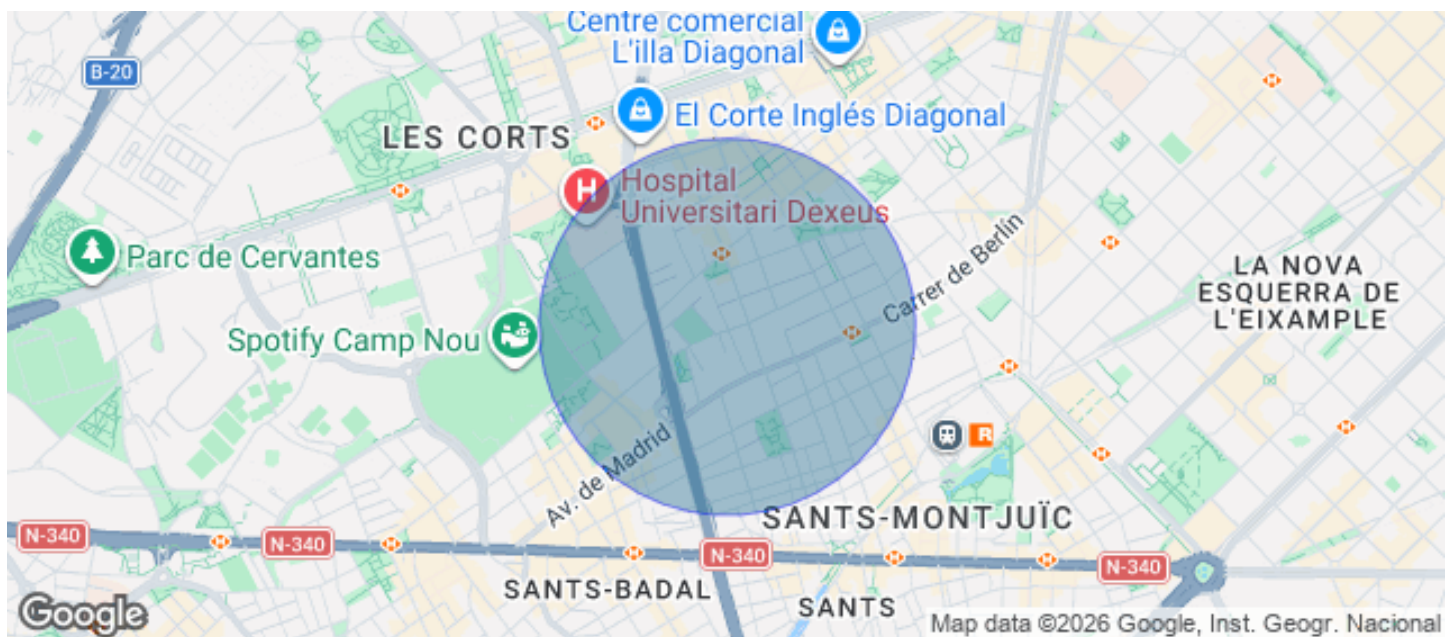 Centre comercial
L'illa Diagonal
B-20
El Corte Inglés Diagonal
LES CORTS
H
Hospital
Universitari Dexeus
Parc de Cervantes
Carrer de Berlín
LA NOVA
ESQUERRA DE
L'EIXAMPLE
Spotify Camp Nou
R
Av. de Madrid
SANTS-MONTJUÏC
N-340
N-340
N-340
N-340
SANTS-BADAL
SANTS
Google
Map data ©2026 Google, Inst. Geogr. Nacional